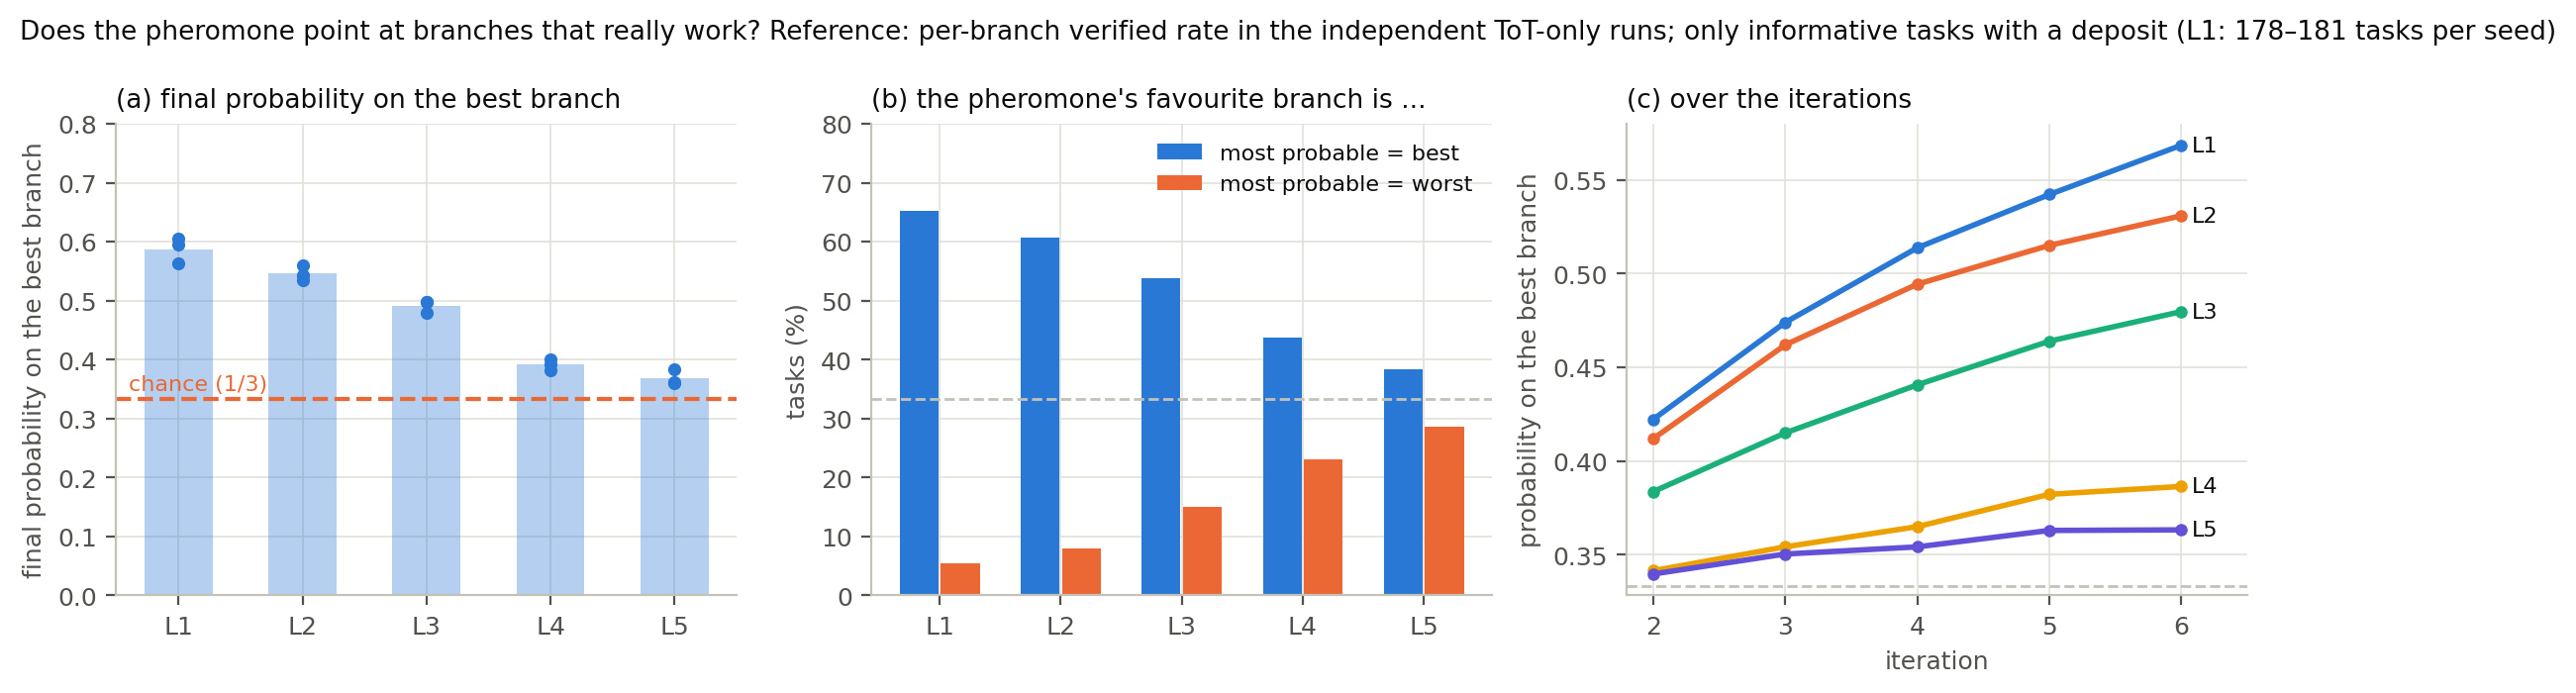 Does the pheromone point at branches that really work? Reference: per-branch verified rate in the independent ToT-only runs; only informative tasks with a deposit (L1: 178–181 tasks per seed)
(a) final probability on the best branch
final probability on the best branch
0.8
0.7
0.6
0.5
0.4
0.3
0.2
0.1
0.0
chance (1/3)
L1 L2 L3 L4 L5
(b) the pheromone's favourite branch is ...
tasks (%)
80
70
60
50
40
30
20
10
0
most probable = best
most probable = worst
L1 L2 L3 L4 L5
(c) over the iterations
probability on the best branch
0.55
0.50
0.45
0.40
0.35
L1
L2
L3
L4
L5
2 3 4 5 6
iteration